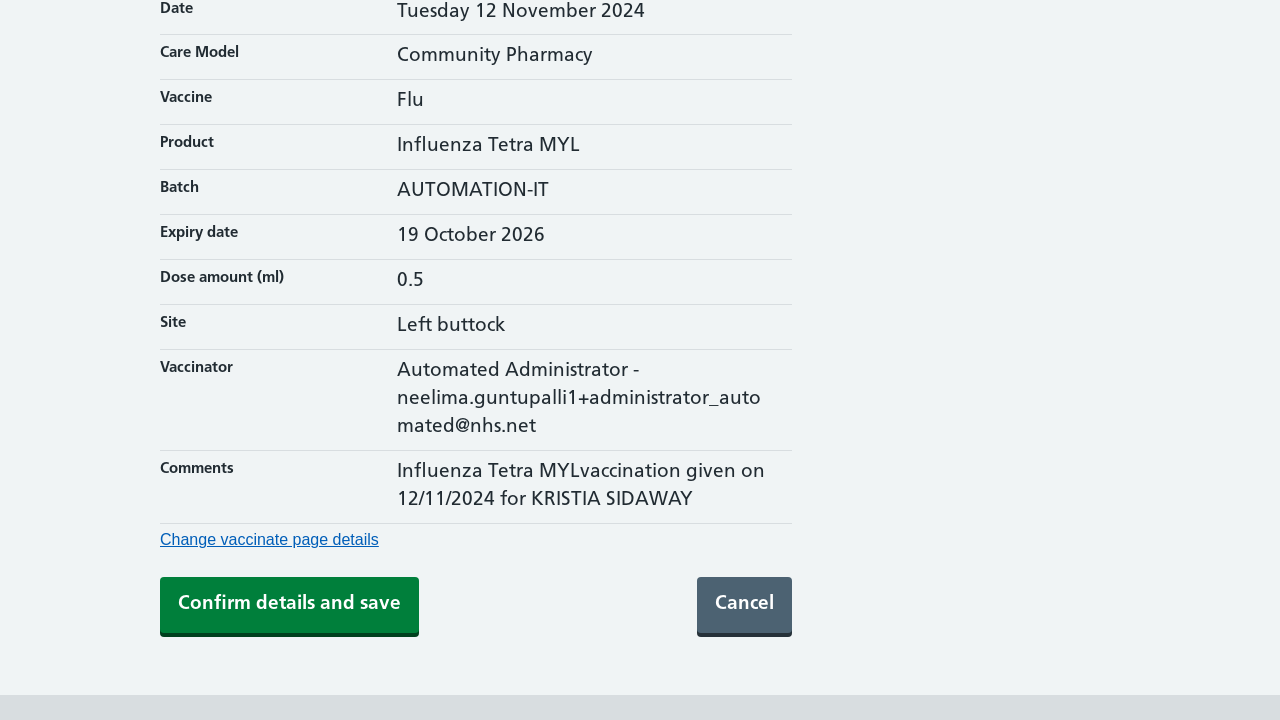 Date
Tuesday 12 November 2024
Care Model
Community Pharmacy
Vaccine
Flu
Product
Influenza Tetra MYL
Batch
AUTOMATION-IT
Expiry date
19 October 2026
Dose amount (ml)
0.5
Site
Left buttock
Vaccinator
Automated Administrator -
neelima.guntupalli1+administrator_auto
mated@nhs.net
Comments
Influenza Tetra MYLvaccination given on
12/11/2024 for KRISTIA SIDAWAY
Change vaccinate page details
Confirm details and save
Cancel